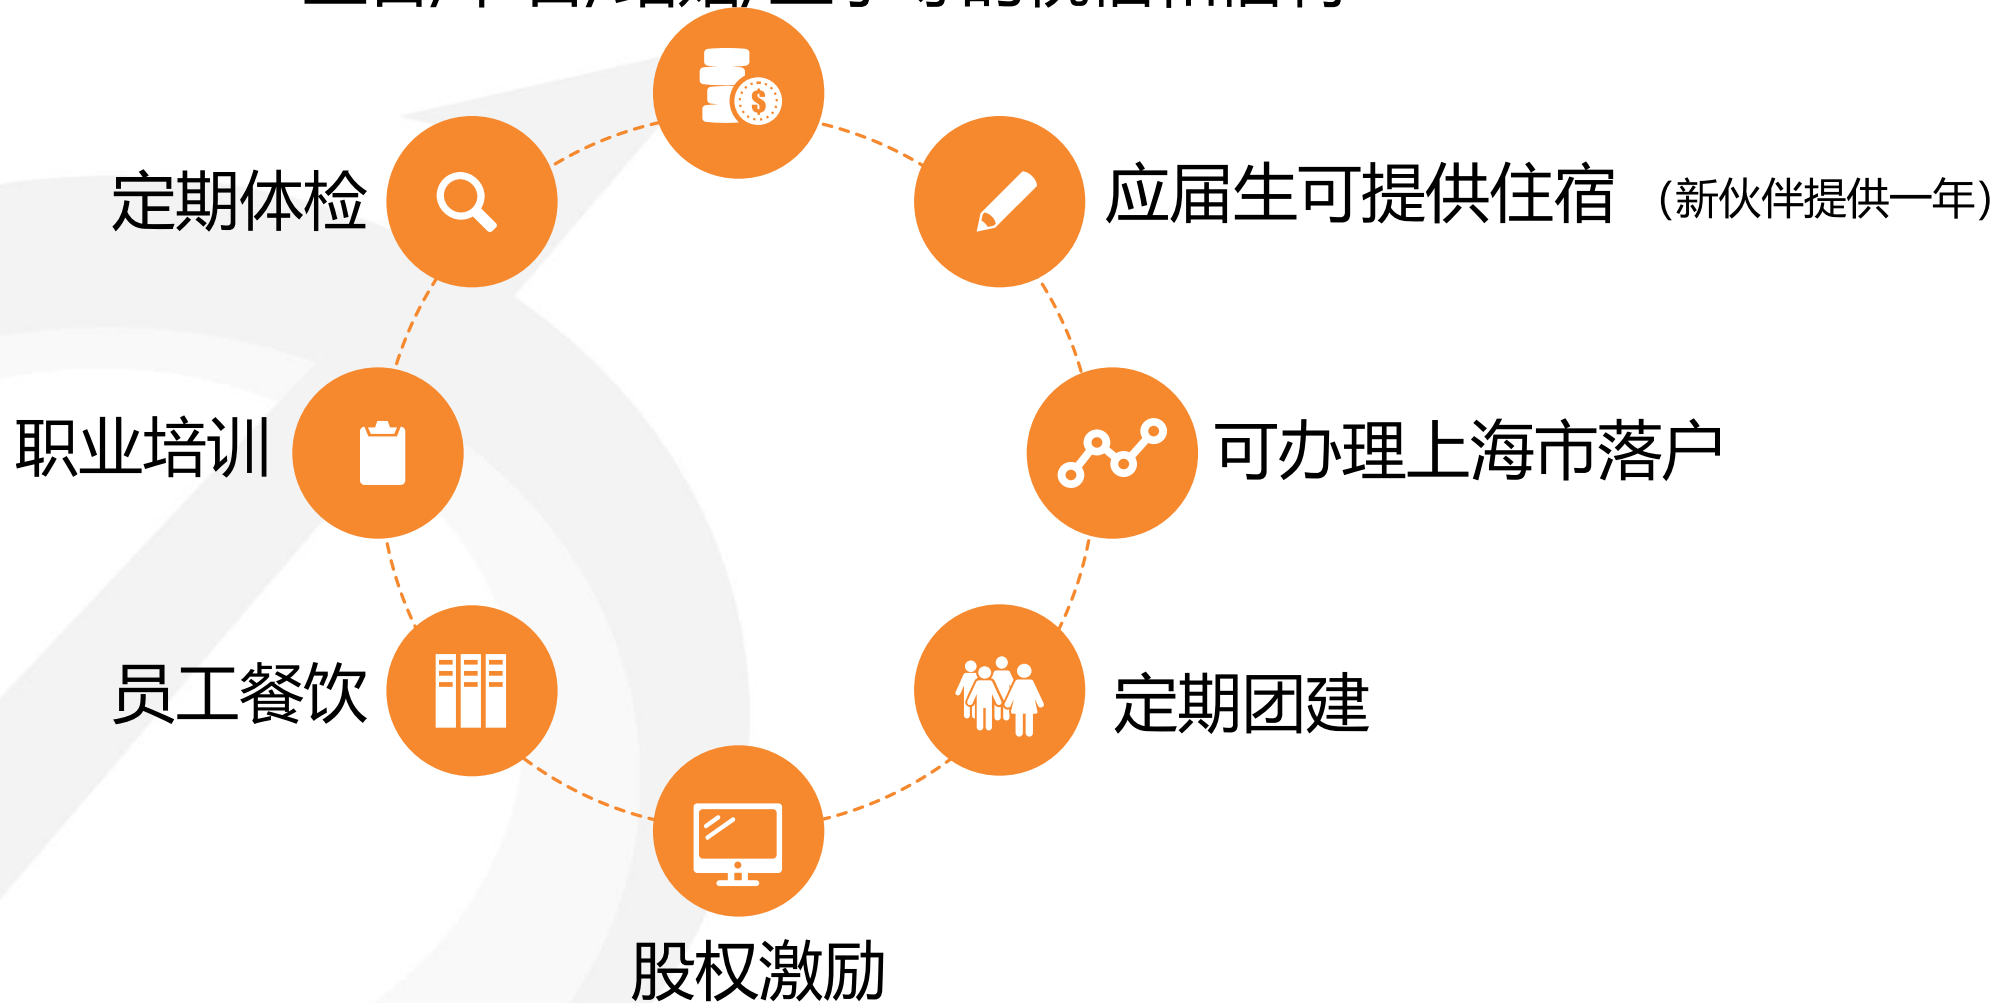 应届生可提供住宿 (新伙伴提供一年)
定期体检
可办理上海市落户
职业培训
定期团建
员工餐饮
股权激励